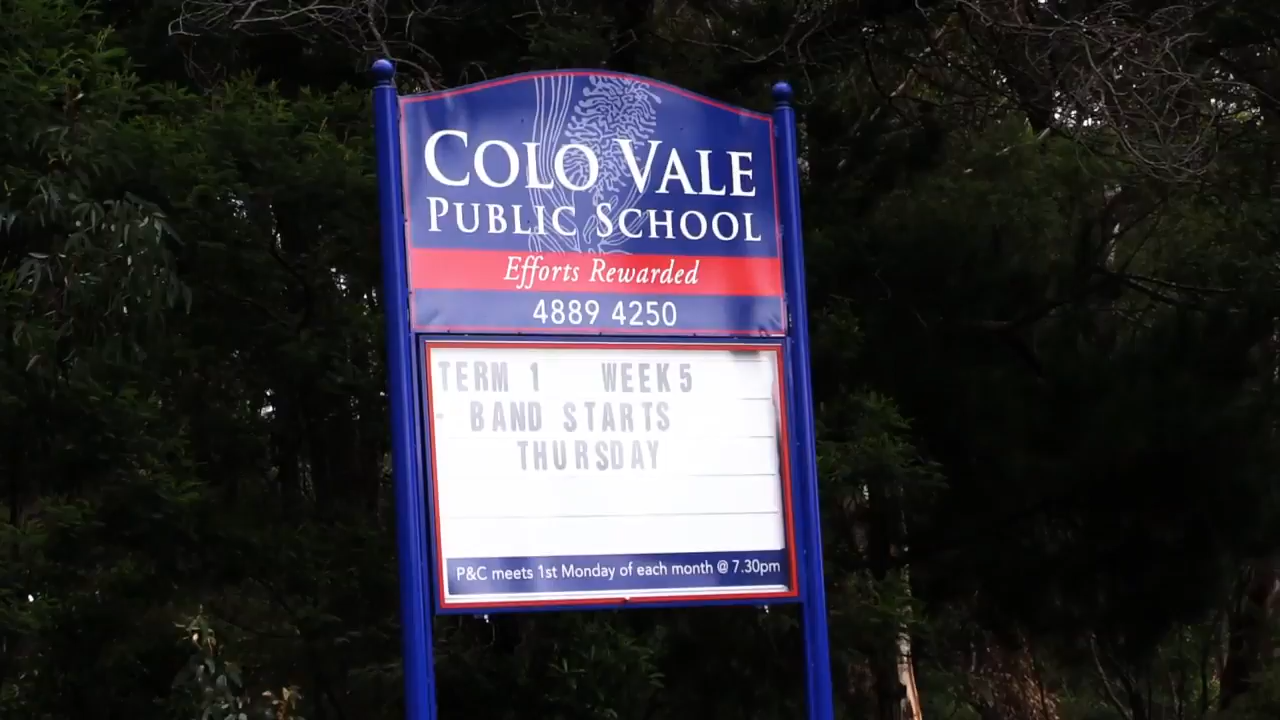 COLO VALE
PUBLIC SCHOOL
Efforts Rewarded
4889 4250
TERM 1 WEEK 5
BAND STARTS
THURSDAY
P&C meets 1st Monday of each month @ 7.30pm